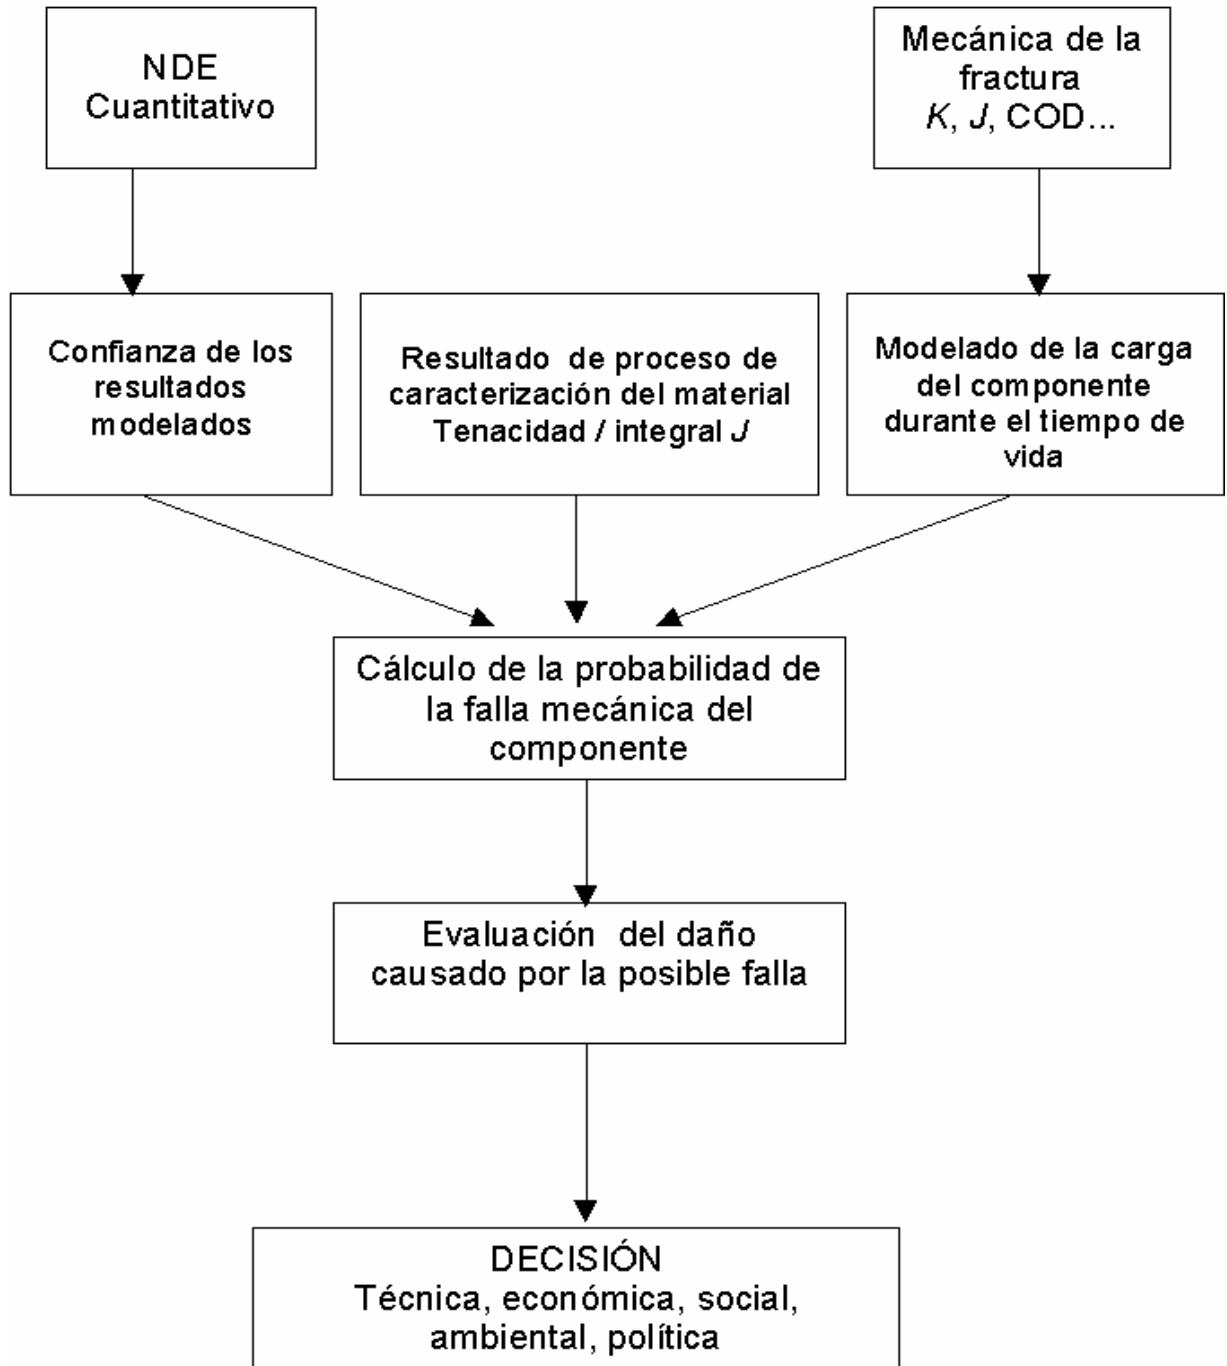 NDE
Cuantitativo
Mecánica de la
fractura
K, J, COD...
Confianza de los
resultados
modelados
Resultado de proceso de
caracterización del material
Tenacidad / integral J
Modelado de la carga
del componente
durante el tiempo de
vida
Cálculo de la probabilidad de
la falla mecánica del
componente
Evaluación del daño
causado por la posible falla
DECISIÓN
Técnica, económica, social,
ambiental, política